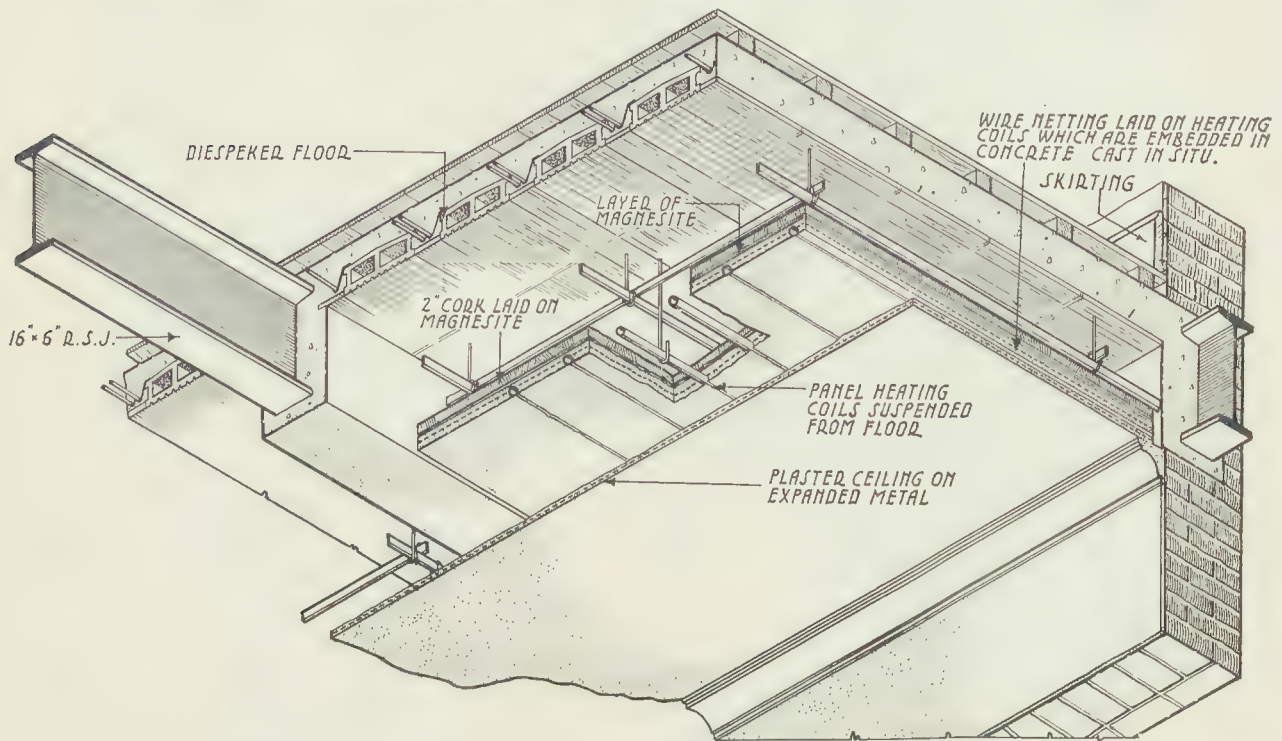 DIESPEKER FLOOR
WIRE NETTING LAID ON HEATING
COILS WHICH ARE EMBEDDED IN
CONCRETE CAST IN SITU.
SKIRTING
LAYER OF
MAGNESITE
2" CORK LAID ON
MAGNESITE
16" × 6" R.S.J.
PANEL HEATING
COILS SUSPENDED
FROM FLOOR
PLASTER CEILING ON
EXPANDED METAL